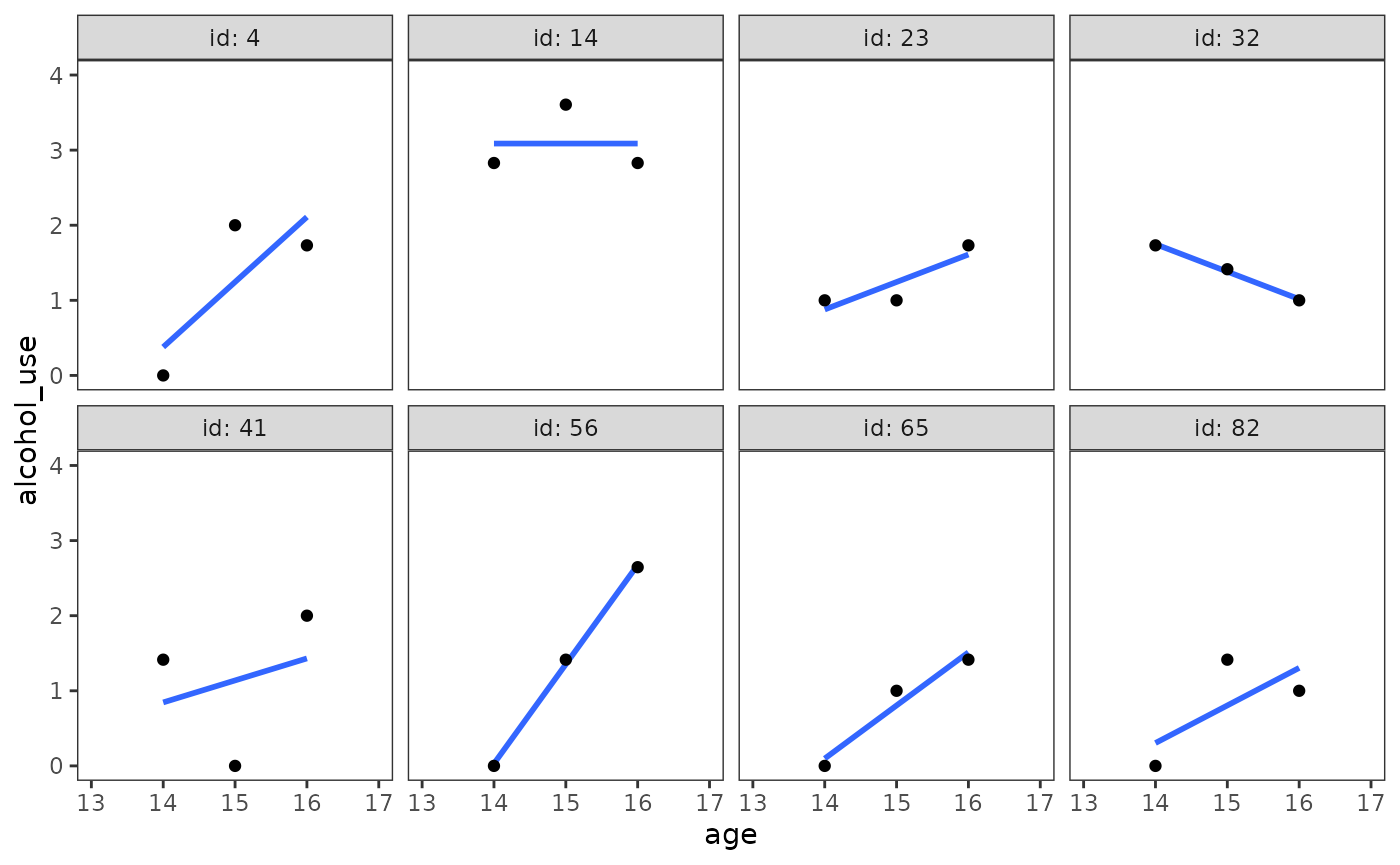 id: 4
id: 14
id: 23
id: 32
4
3
2
1
0
alcohol_use
id: 41
id: 56
id: 65
id: 82
4
3
2
1
0
13 14 15 16 17
13 14 15 16 17
13 14 15 16 17
13 14 15 16 17
age